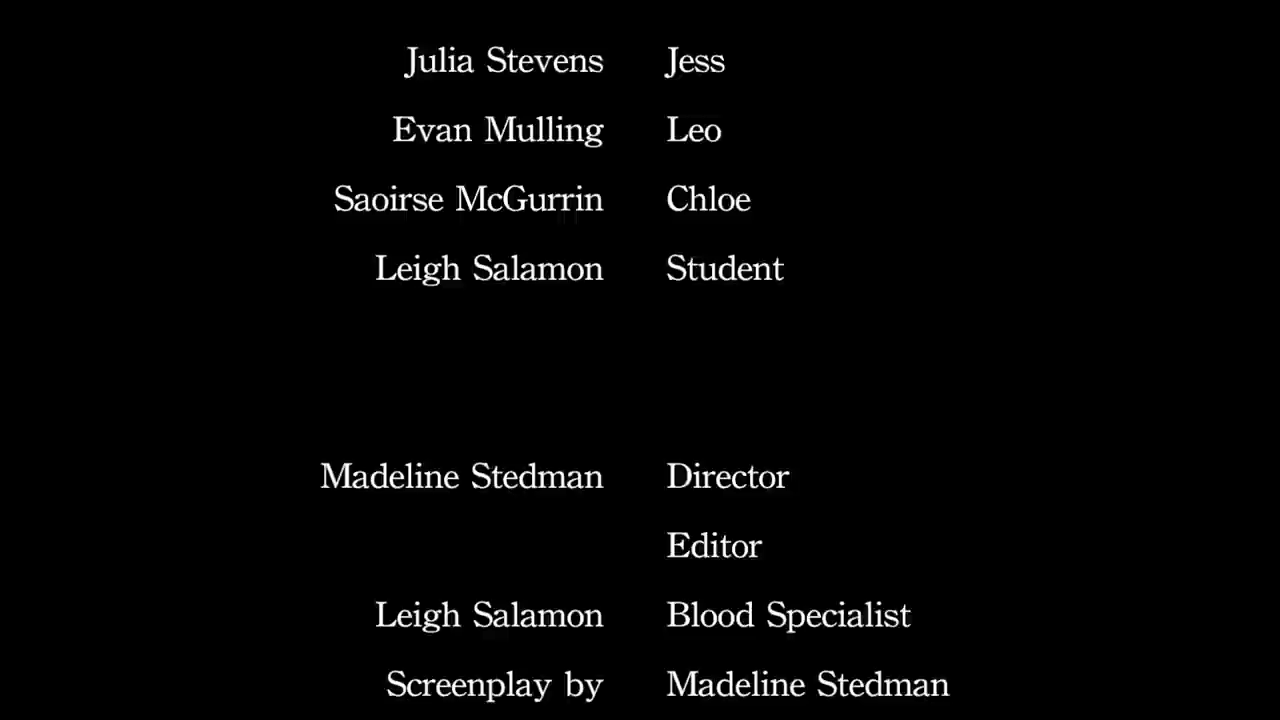 Julia Stevens Jess
Evan Mulling Leo
Saoirse McGurrin Chloe
Leigh Salamon Student
Madeline Stedman Director
Editor
Leigh Salamon Blood Specialist
Screenplay by Madeline Stedman